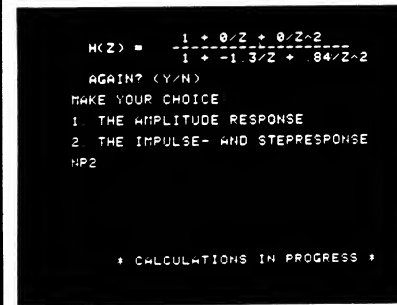 1 + 0/Z + 0/Z^2
H(Z) = --------------------
1 + -1.3/Z + .84/Z^2
AGAIN? (Y/N)
MAKE YOUR CHOICE
1. THE AMPLITUDE RESPONSE
2. THE IMPULSE- AND STEPRESPONSE
NP2
* CALCULATIONS IN PROGRESS *